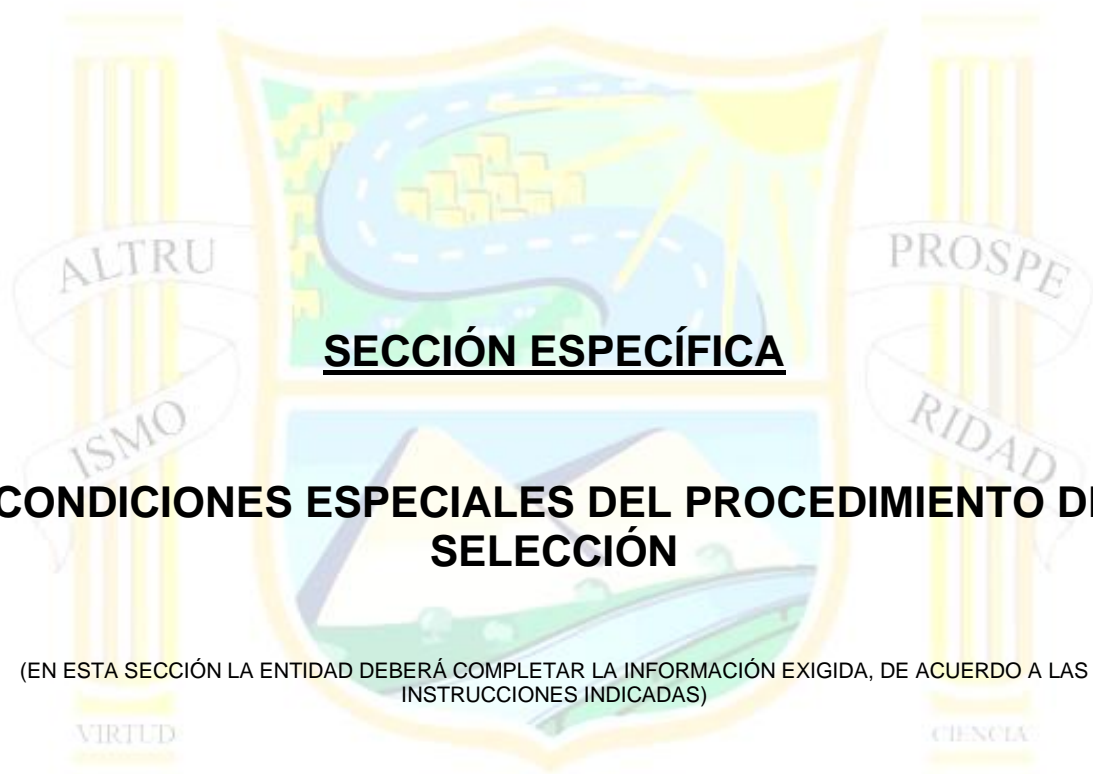 ALTRU
PROSPE
SECCIÓN ESPECÍFICA
ISMO
RIDAD
CONDICIONES ESPECIALES DEL PROCEDIMIENTO DE
SELECCIÓN
(EN ESTA SECCIÓN LA ENTIDAD DEBERÁ COMPLETAR LA INFORMACIÓN EXIGIDA, DE ACUERDO A LAS
INSTRUCCIONES INDICADAS)
VIRTUD
CIENCIA